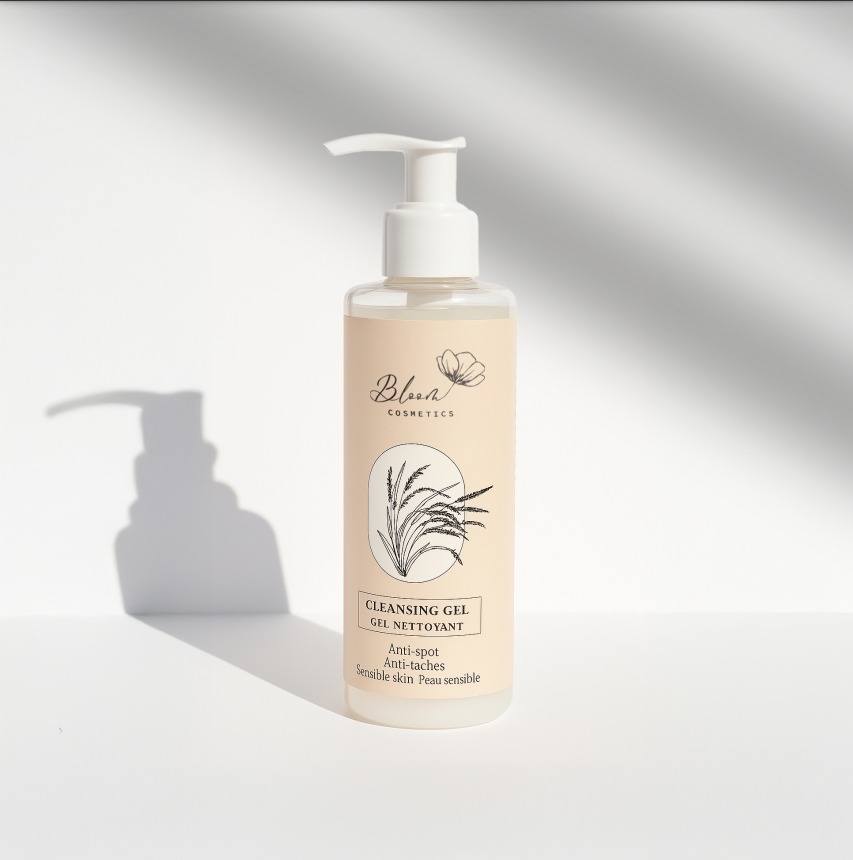 Bloom
COSMETICS
CLEANSING GEL
GEL NETTOYANT
Anti-spot
Anti-taches
Sensible skin Peau sensible